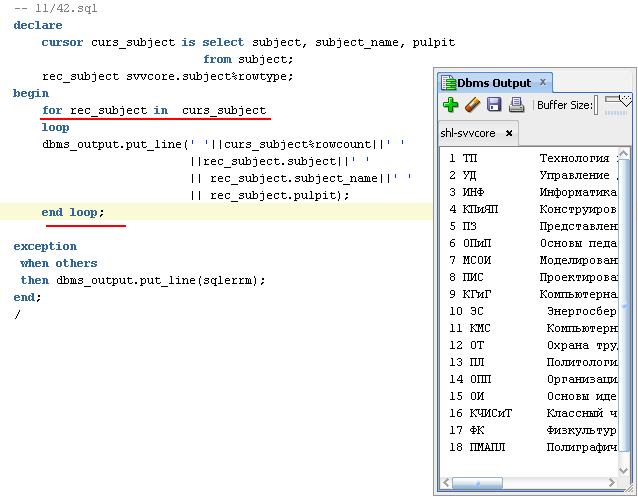 -- 11/42.sql
declare
cursor curs_subject is select subject, subject_name, pulpit
from subject;
rec_subject svvcore.subject%rowtype;
begin
for rec_subject in curs_subject
loop
dbms_output.put_line(' '||curs_subject%rowcount||' '
||rec_subject.subject||' '
|| rec_subject.subject_name||' '
|| rec_subject.pulpit);
end loop;
exception
when others
then dbms_output.put_line(sqlerrm);
end;
/
Dbms Output
Buffer Size:
shl-svvcore
1 ТП Технология
2 УД Управление
3 ИНФ Информатика
4 КПиЯП Конструиров
5 ПЗ Представлен
6 ОПиП Основы педа
7 МСОИ Моделирован
8 ПИС Проектирова
9 КГиГ Компьютерна
10 ЭС Энергосбер
11 КМС Компьютерн
12 ОТ Охрана тру
13 ПЛ Политологи
14 ОПП Организаци
15 ОИ Основы иде
16 КЧИСиТ Классный ч
17 ФК Физкультур
18 ПМАПЛ Полиграфич